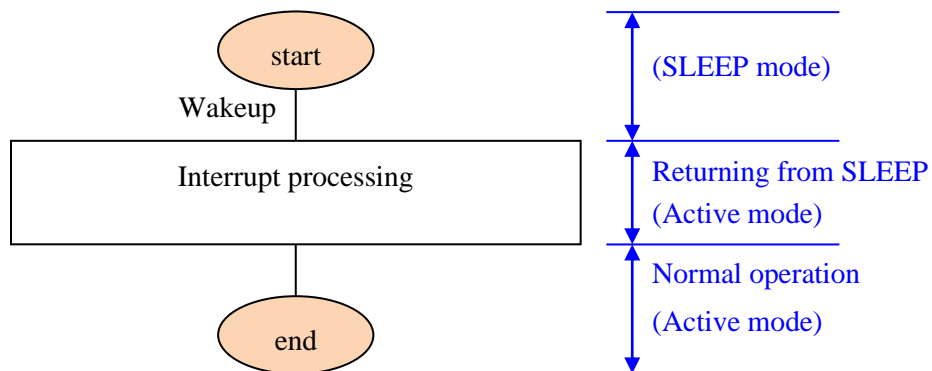 start
(SLEEP mode)
Wakeup
Interrupt processing
Returning from SLEEP
(Active mode)
Normal operation
(Active mode)
end